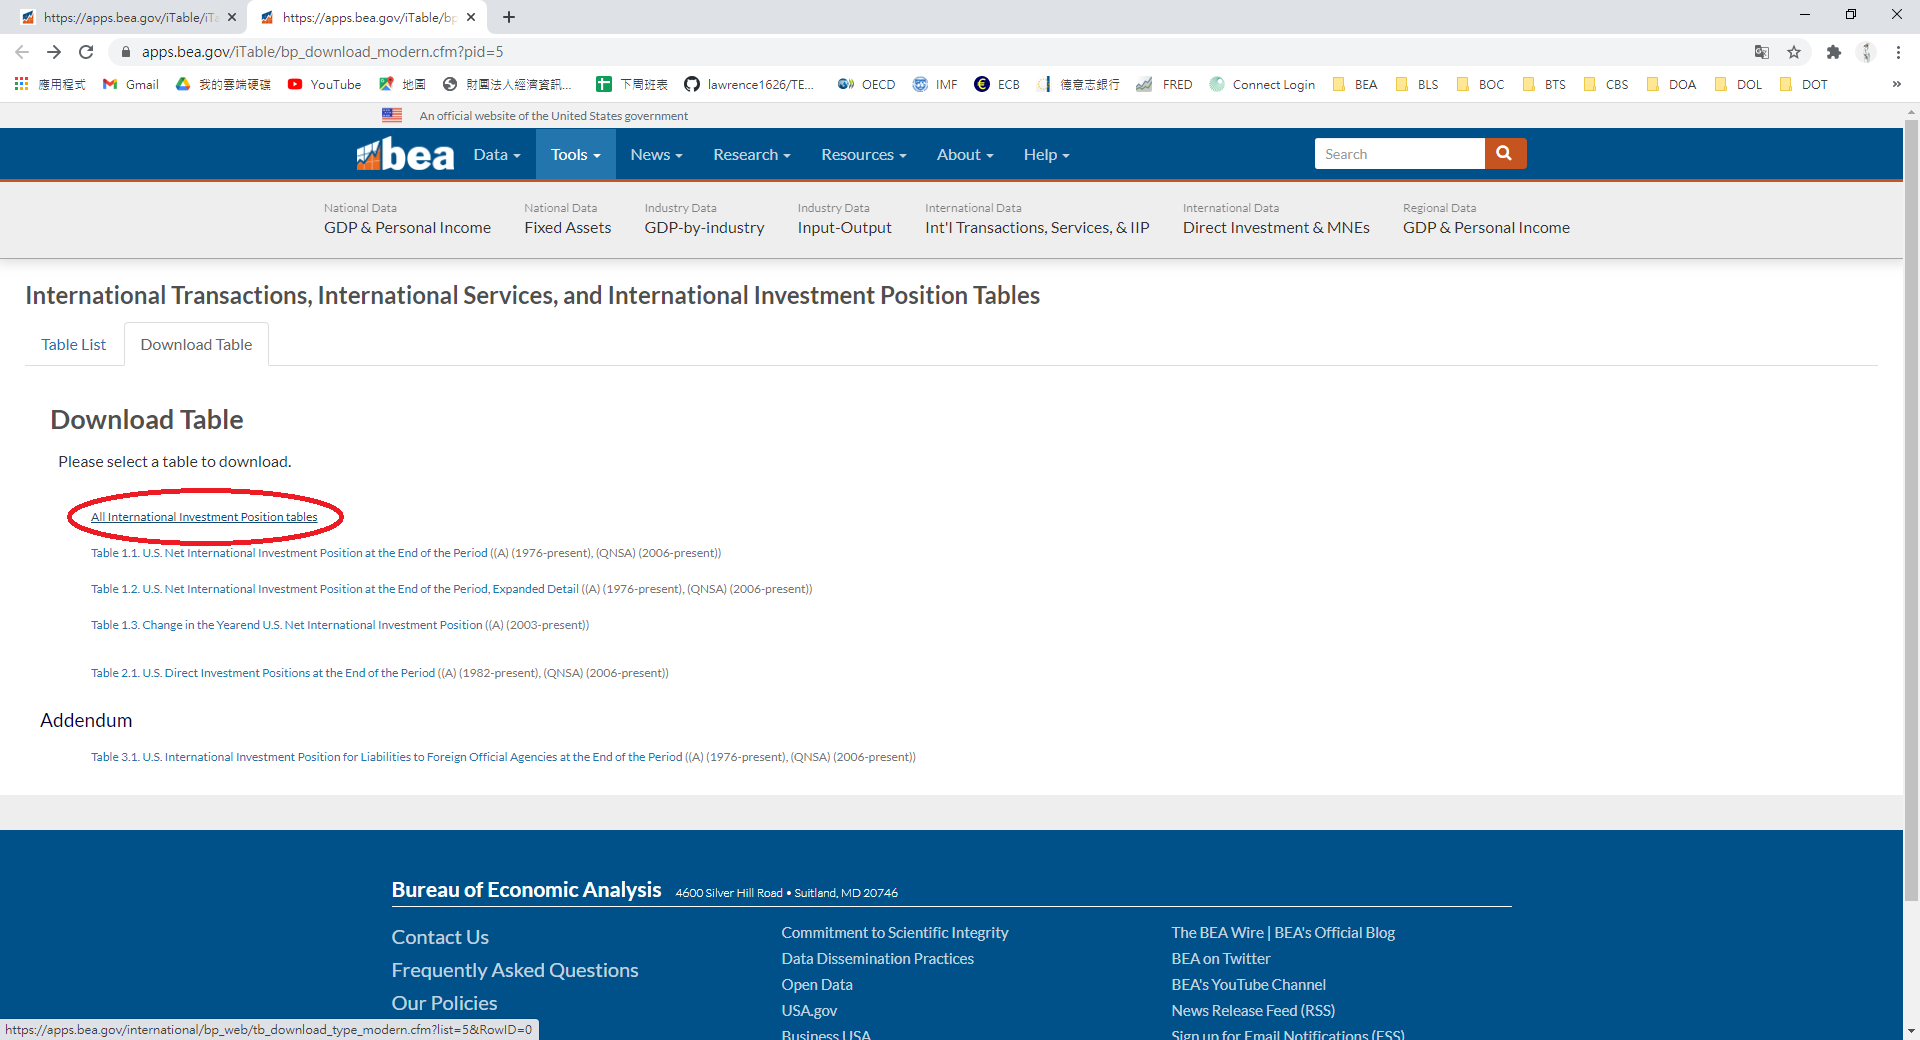 https://apps.bea.gov/iTable/iTa
https://apps.bea.gov/iTable/bp
apps.bea.gov/iTable/bp_download_modern.cfm?pid=5
應用程式 Gmail 我的雲端硬碟 YouTube 地圖 財團法人經濟資訊... 下周班表 lawrence1626/TE... OECD IMF ECB 德意志銀行 FRED Connect Login BEA BLS BOC BTS CBS DOA DOL DOT »
An official website of the United States government
bea Data Tools News Research Resources About Help Search
National Data National Data Industry Data Industry Data International Data International Data Regional Data
GDP & Personal Income Fixed Assets GDP-by-industry Input-Output Int'l Transactions, Services, & IIP Direct Investment & MNEs GDP & Personal Income
International Transactions, International Services, and International Investment Position Tables
Table List Download Table
Download Table
Please select a table to download.
All International Investment Position tables
Table 1.1. U.S. Net International Investment Position at the End of the Period ((A) (1976-present), (QNSA) (2006-present))
Table 1.2. U.S. Net International Investment Position at the End of the Period, Expanded Detail ((A) (1976-present), (QNSA) (2006-present))
Table 1.3. Change in the Yearend U.S. Net International Investment Position ((A) (2003-present))
Table 2.1. U.S. Direct Investment Positions at the End of the Period ((A) (1982-present), (QNSA) (2006-present))
Addendum
Table 3.1. U.S. International Investment Position for Liabilities to Foreign Official Agencies at the End of the Period ((A) (1976-present), (QNSA) (2006-present))
Bureau of Economic Analysis 4600 Silver Hill Road • Suitland, MD 20746
Contact Us
Frequently Asked Questions
Our Policies
Commitment to Scientific Integrity
Data Dissemination Practices
Open Data
USA.gov
Business USA
The BEA Wire | BEA's Official Blog
BEA on Twitter
BEA's YouTube Channel
News Release Feed (RSS)
Sign up for Email Notifications (ESS)
https://apps.bea.gov/international/bp_web/tb_download_type_modern.cfm?list=5&RowID=0